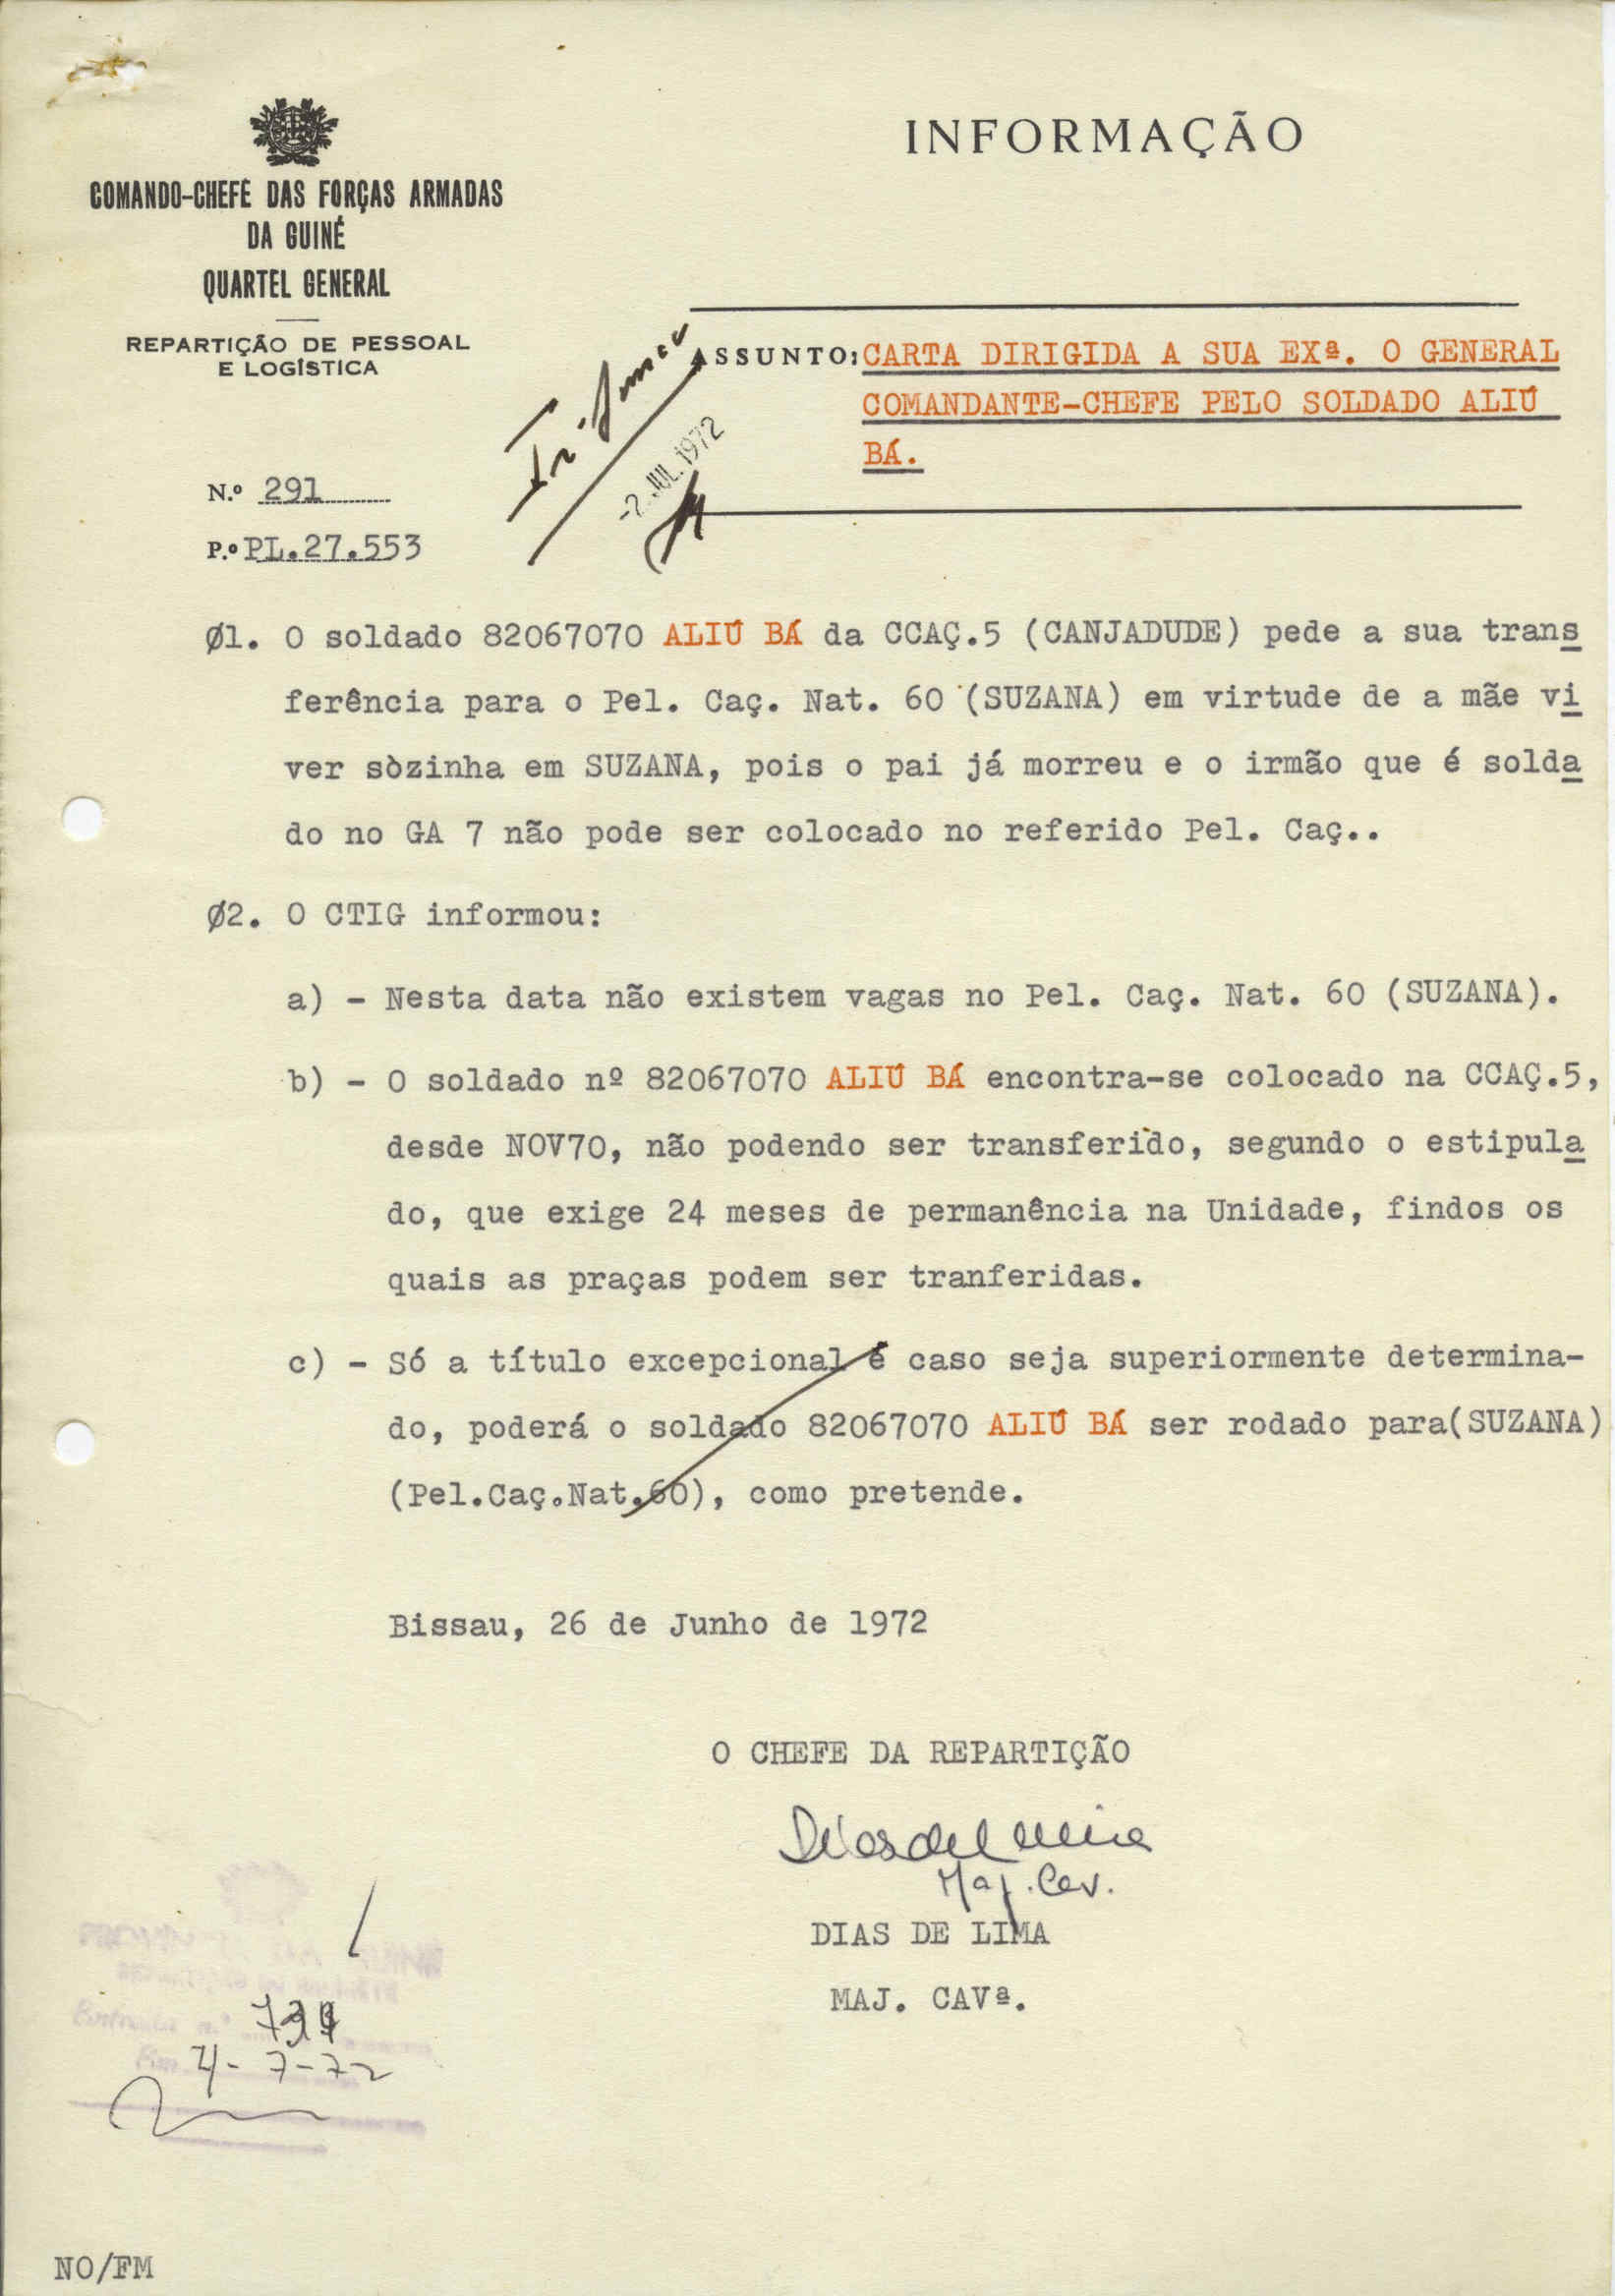 INFORMAÇÃO
COMANDO-CHEFE DAS FORÇAS ARMADAS
DA GUINÉ
QUARTEL GENERAL
REPARTIÇÃO DE PESSOAL
E LOGÍSTICA
ASSUNTO: CARTA DIRIGIDA A SUA EXª. O GENERAL
COMANDANTE-CHEFE PELO SOLDADO ALIÚ
BÁ.
-2. JUL. 1972
N.º 291
P.º PL.27.553
Ø1. O soldado 82067070 ALIÚ BÁ da CCAÇ.5 (CANJADUDE) pede a sua trans
ferência para o Pel. Caç. Nat. 60 (SUZANA) em virtude de a mãe vi
ver sòzinha em SUZANA, pois o pai já morreu e o irmão que é solda
do no GA 7 não pode ser colocado no referido Pel. Caç..
Ø2. O CTIG informou:
a) - Nesta data não existem vagas no Pel. Caç. Nat. 60 (SUZANA).
b) - O soldado nº 82067070 ALIÚ BÁ encontra-se colocado na CCAÇ.5,
desde NOV70, não podendo ser transferido, segundo o estipula
do, que exige 24 meses de permanência na Unidade, findos os
quais as praças podem ser tranferidas.
c) - Só a título excepcional e caso seja superiormente determina-
do, poderá o soldado 82067070 ALIÚ BÁ ser rodado para(SUZANA)
(Pel.Caç.Nat.60), como pretende.
Bissau, 26 de Junho de 1972
O CHEFE DA REPARTIÇÃO
Dias de Lima
Maj. Cav.
DIAS DE LIMA
MAJ. CAVª.
Entrada n.º
Em 4-7-72
NO/FM